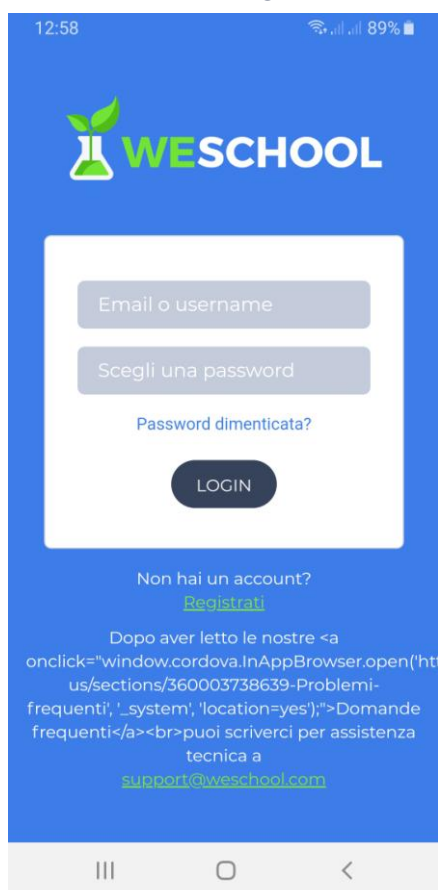 12:58
89%
WESCHOOL
Email o username
Scegli una password
Password dimenticata?
LOGIN
Non hai un account?
Registrati
Dopo aver letto le nostre <a
onclick="window.cordova.InAppBrowser.open('htt
us/sections/360003738639-Problemi-
frequenti', '_system', 'location=yes');">Domande
frequenti</a><br>puoi scriverci per assistenza
tecnica a
support@weschool.com